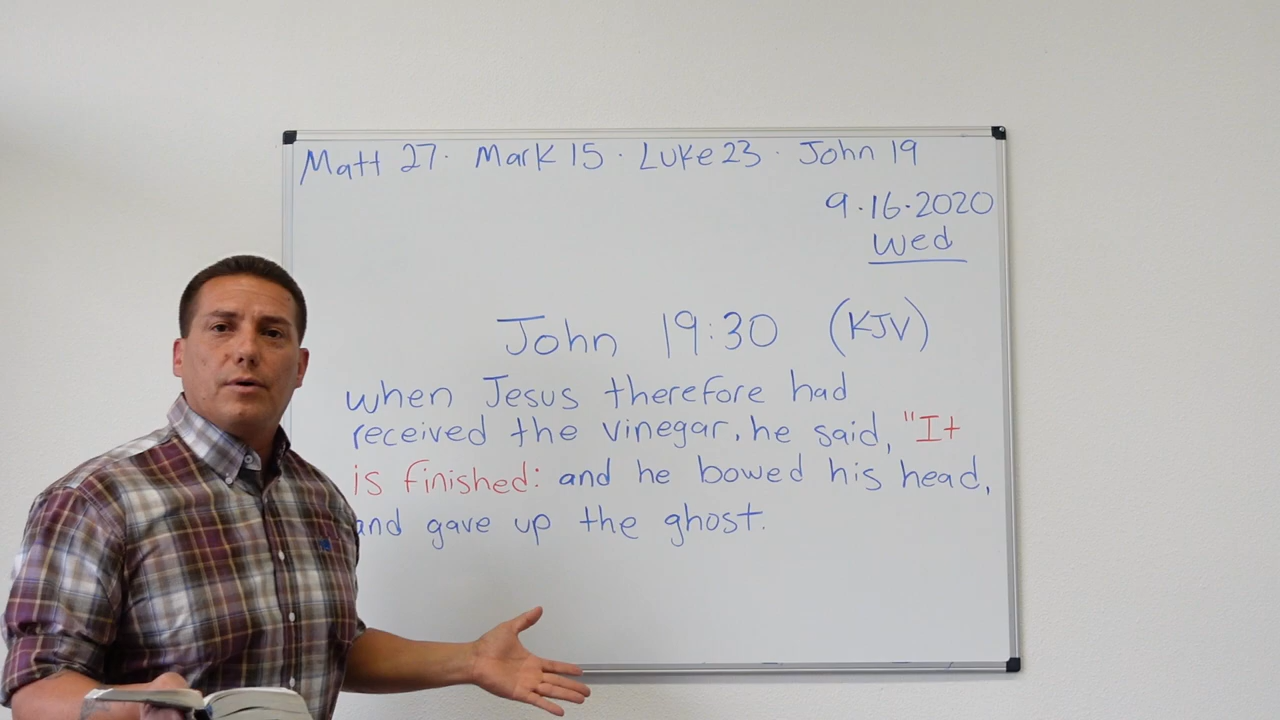 Matt 27 · Mark 15 · Luke 23 · John 19
9·16·2020
Wed
John 19:30 (KJV)
when Jesus therefore had
received the vinegar, he said, "It
is finished: and he bowed his head,
and gave up the ghost.